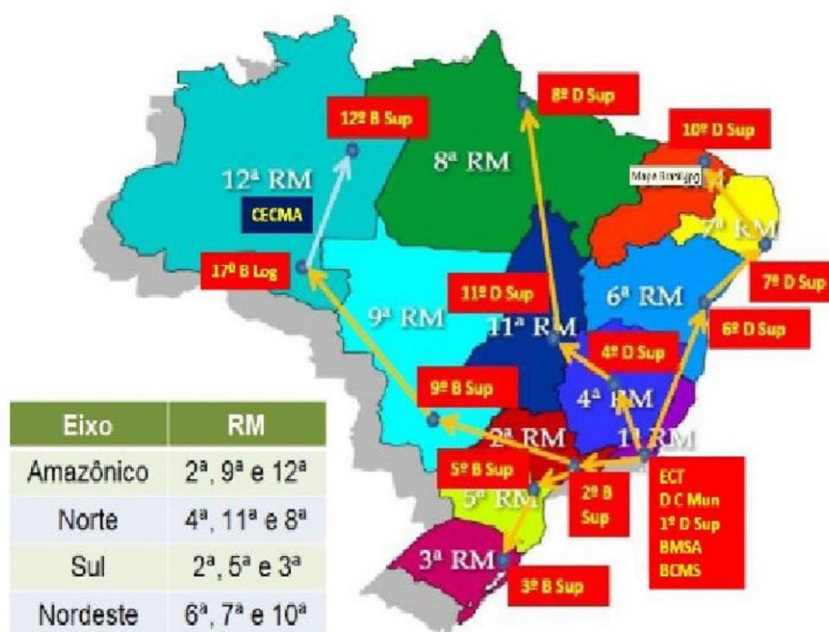 8º D Sup
12º B Sup
10º D Sup
8ª RM
12ª RM
Mapa Brasil.jpg
CECMA
7ª RM
17º B Log
11º D Sup
6ª RM
7º D Sup
9ª RM
11ª RM
6º D Sup
4º D Sup
9º B Sup
4ª RM
2ª RM
1ª RM
5º B Sup
5ª RM
2º B
Sup
ECT
D C Mun
1º D Sup
BMSA
BCMS
3ª RM
3º B Sup
Eixo RM
Amazônico 2ª, 9ª e 12ª
Norte 4ª, 11ª e 8ª
Sul 2ª, 5ª e 3ª
Nordeste 6ª, 7ª e 10ª